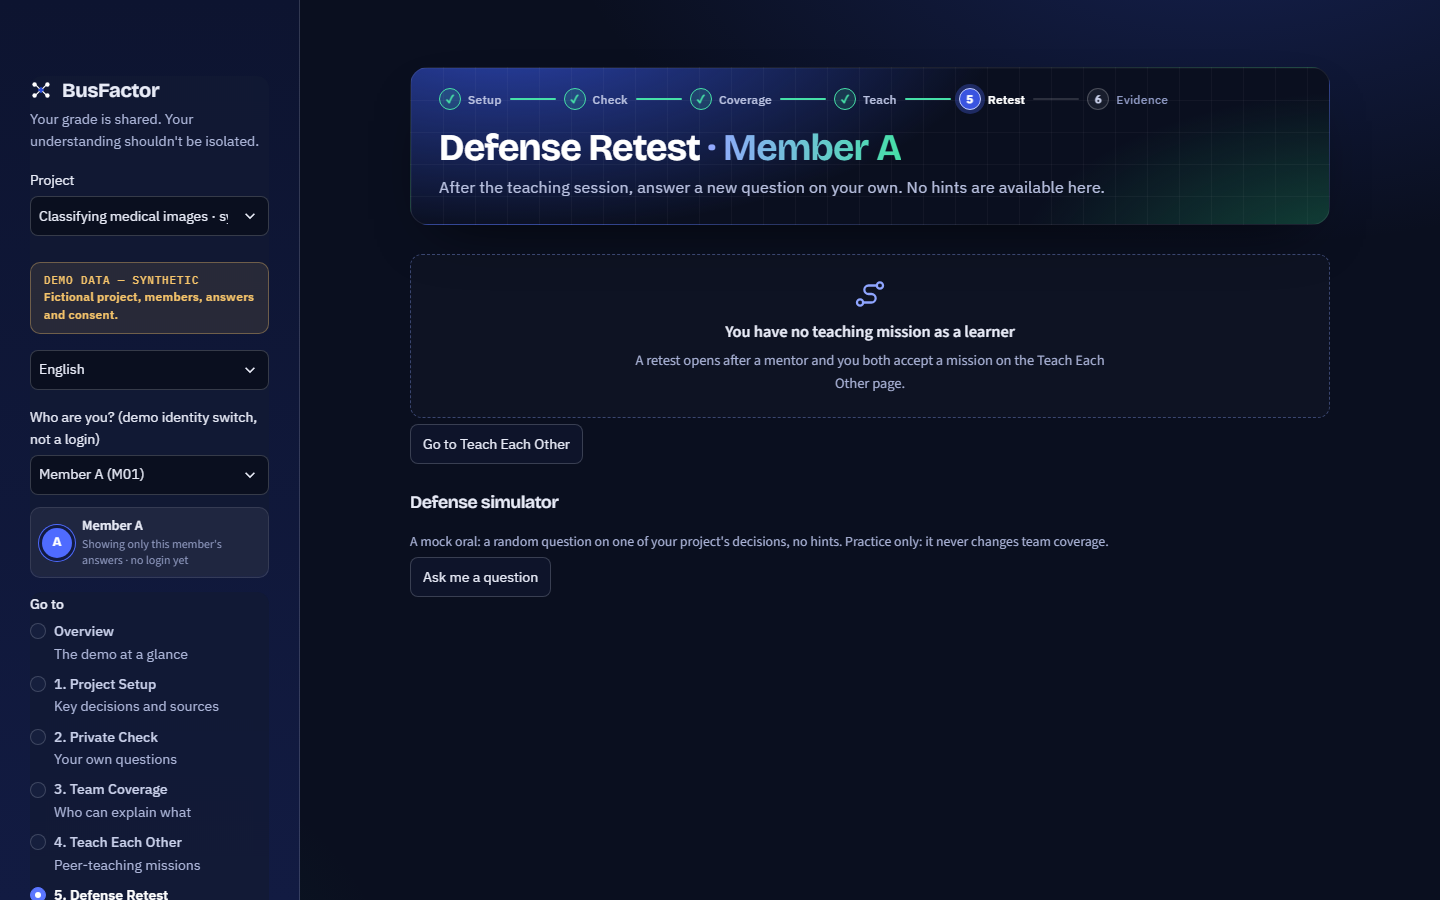 BusFactor
Your grade is shared. Your
understanding shouldn't be isolated.
Project
Classifying medical images · sy
DEMO DATA — SYNTHETIC
Fictional project, members, answers
and consent.
English
Who are you? (demo identity switch,
not a login)
Member A (M01)
A
Member A
Showing only this member's
answers · no login yet
Go to
Overview
The demo at a glance
1. Project Setup
Key decisions and sources
2. Private Check
Your own questions
3. Team Coverage
Who can explain what
4. Teach Each Other
Peer-teaching missions
5. Defense Retest
Setup
Check
Coverage
Teach
5 Retest
6 Evidence
Defense Retest · Member A
After the teaching session, answer a new question on your own. No hints are available here.
You have no teaching mission as a learner
A retest opens after a mentor and you both accept a mission on the Teach Each
Other page.
Go to Teach Each Other
Defense simulator
A mock oral: a random question on one of your project's decisions, no hints. Practice only: it never changes team coverage.
Ask me a question